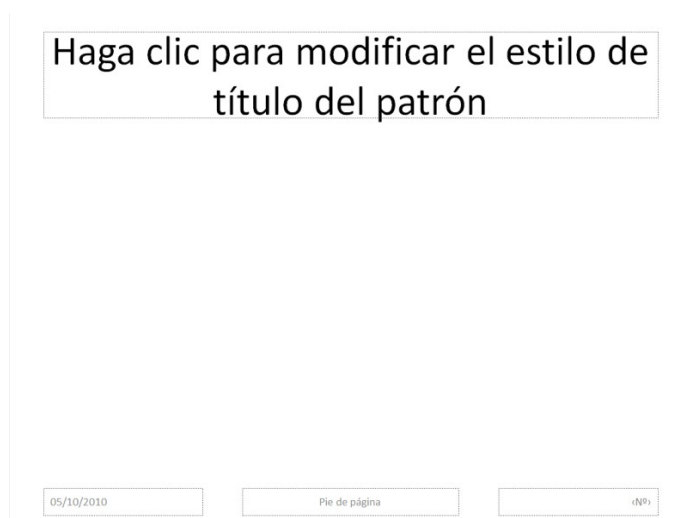 Haga clic para modificar el estilo de
título del patrón
05/10/2010
Pie de página
‹Nº›